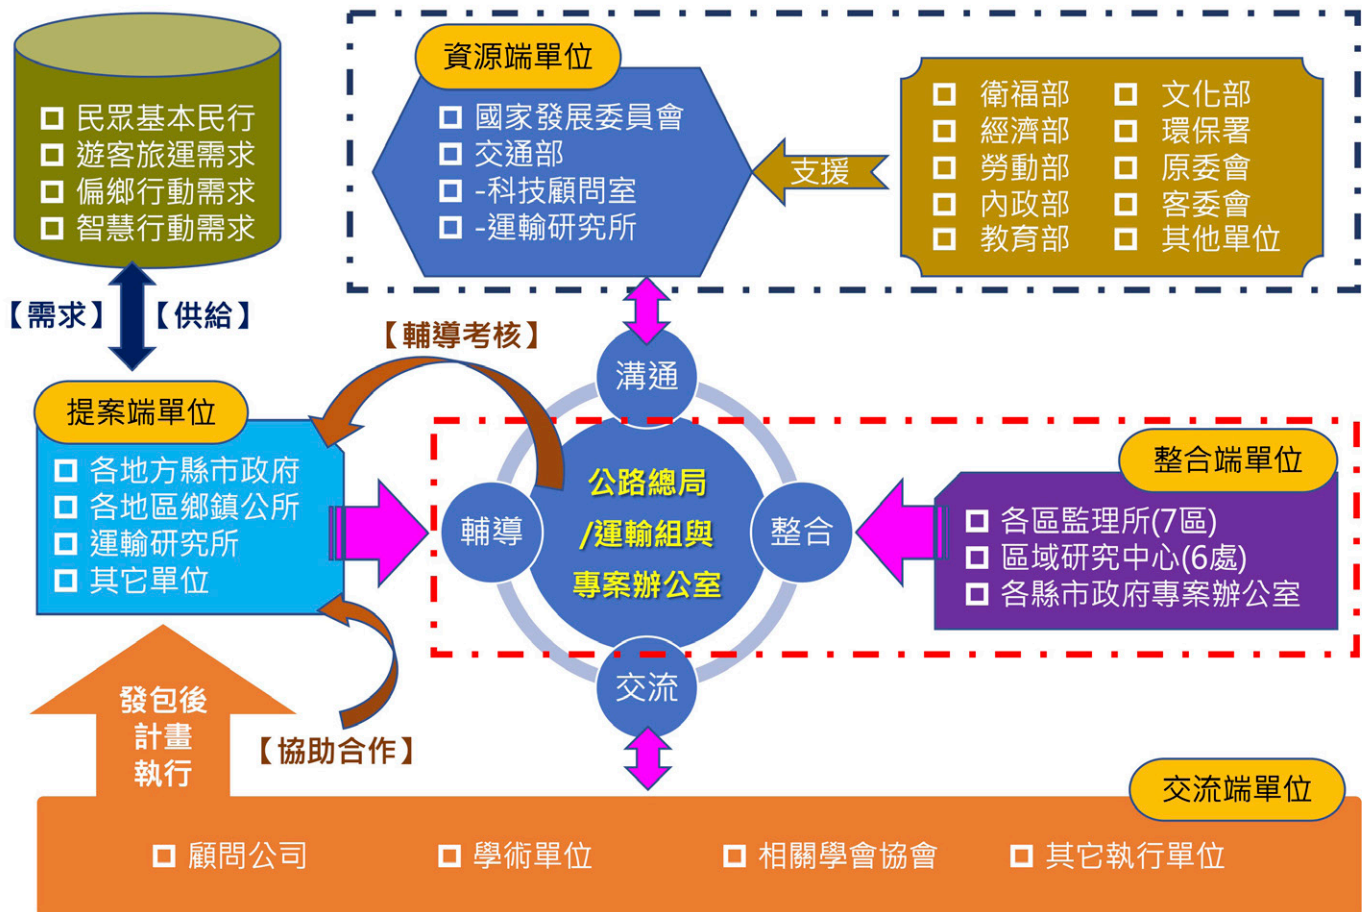 民眾基本民行
遊客旅運需求
偏鄉行動需求
智慧行動需求
資源端單位
國家發展委員會
交通部
-科技顧問室
-運輸研究所
支援
衛福部
經濟部
勞動部
內政部
教育部
文化部
環保署
原委會
客委會
其他單位
【需求】
【供給】
【輔導考核】
提案端單位
各地方縣市政府
各地區鄉鎮公所
運輸研究所
其它單位
溝通
輔導
公路總局
/運輸組與
專案辦公室
整合
交流
整合端單位
各區監理所(7區)
區域研究中心(6處)
各縣市政府專案辦公室
發包後
計畫
執行
【協助合作】
交流端單位
顧問公司
學術單位
相關學會協會
其它執行單位